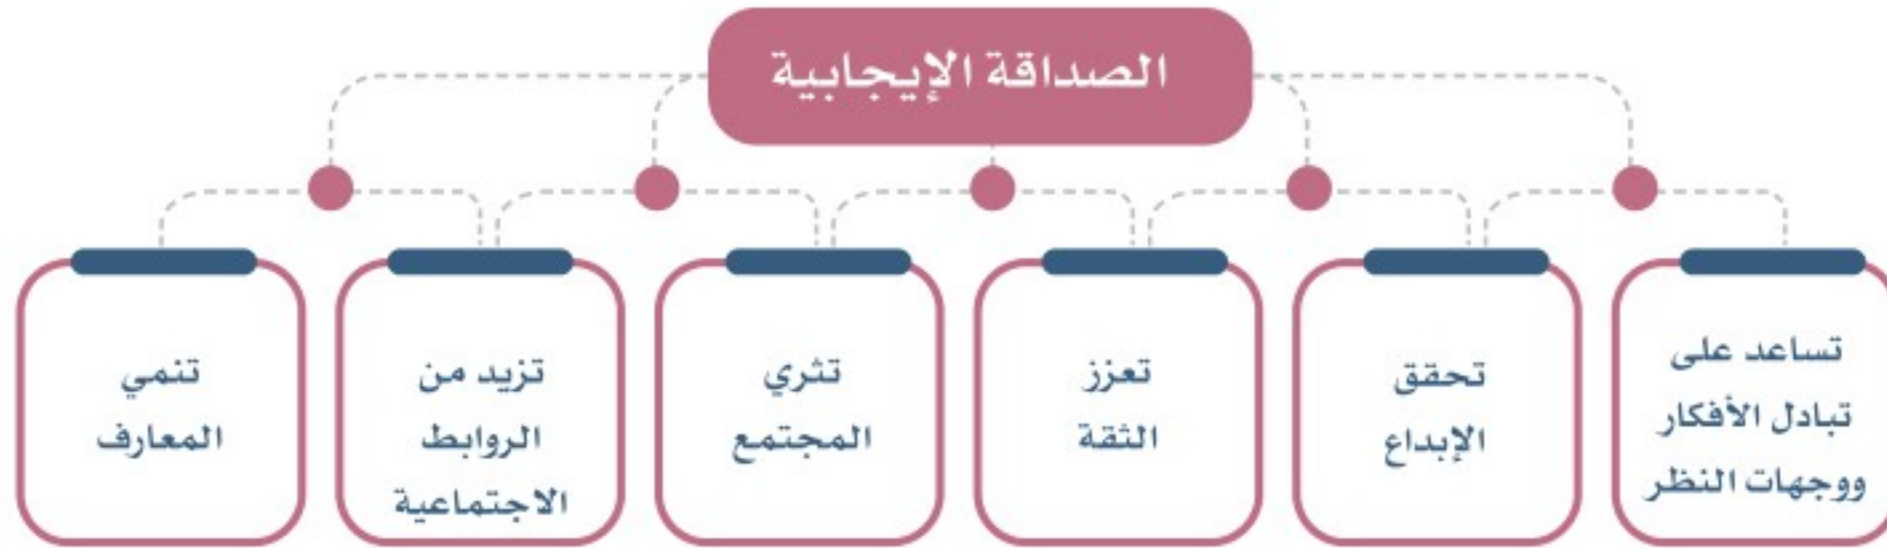 الصداقة الإيجابية
تساعد على
تبادل الأفكار
ووجهات النظر
تحقق
الإبداع
تعزز
الثقة
تثري
المجتمع
تزيد من
الروابط
الاجتماعية
تنمي
المعارف